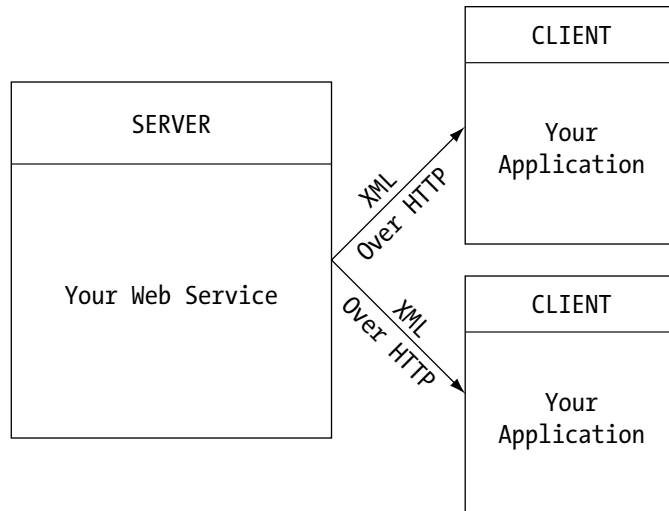 SERVER
Your Web Service
XML
Over HTTP
CLIENT
Your
Application
XML
Over HTTP
CLIENT
Your
Application